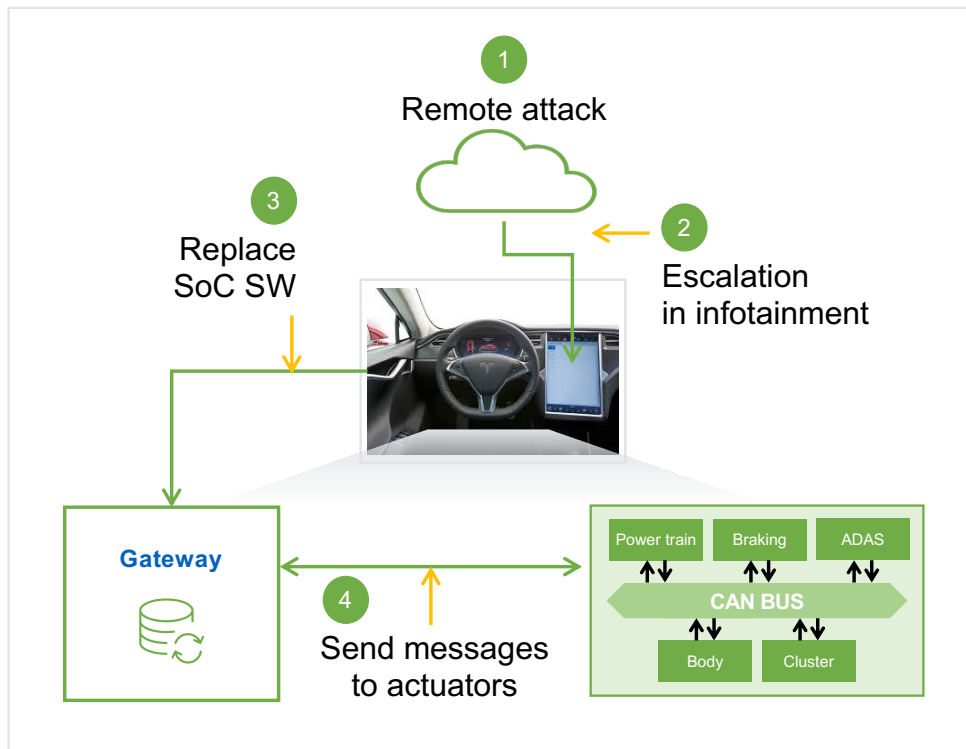 1
Remote attack
2
Escalation
in infotainment
3
Replace
SoC SW
Gateway
4
Send messages
to actuators
Power train
Braking
ADAS
CAN BUS
Body
Cluster